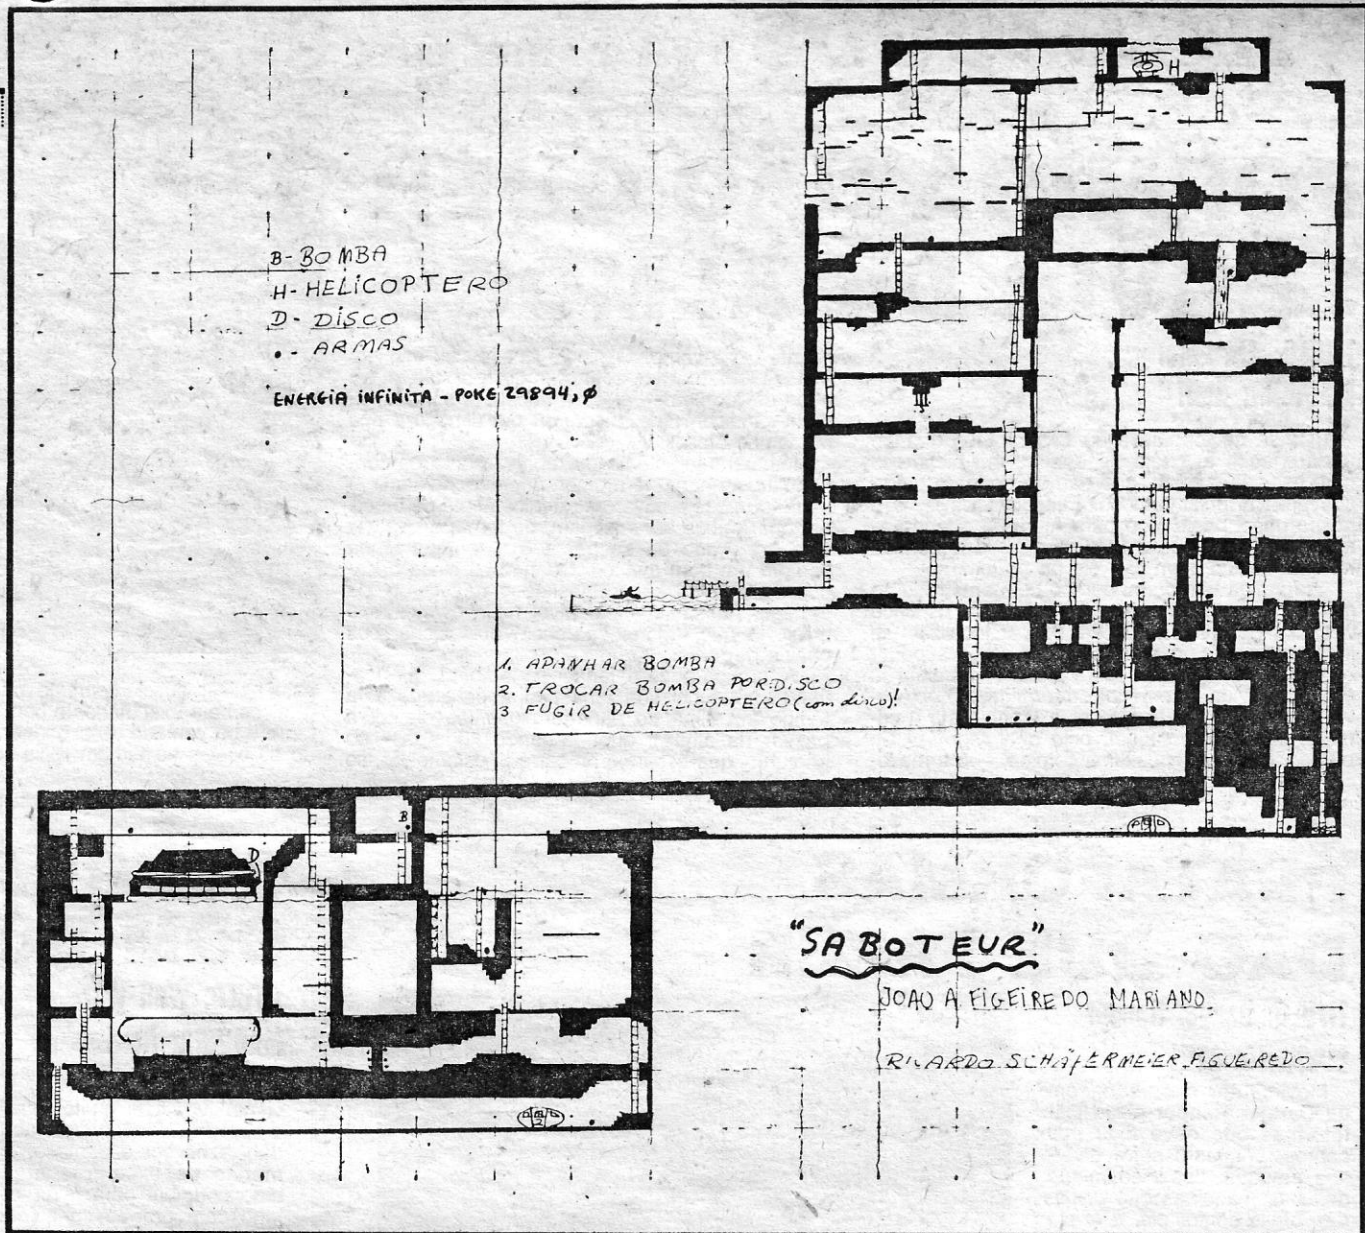 H
B- BOMBA
H- HELICOPTERO
D- DISCO
•- ARMAS
ENERGIA INFINITA - POKE 29894,Ø
1. APANHAR BOMBA
2. TROCAR BOMBA POR DISCO
3 FUGIR DE HELICOPTERO (com disco)!
B
D
"SABOTEUR"
JOAO A FIGEIREDO MARIANO.
RICARDO SCHÄFERMEIER FIGUEIREDO
2